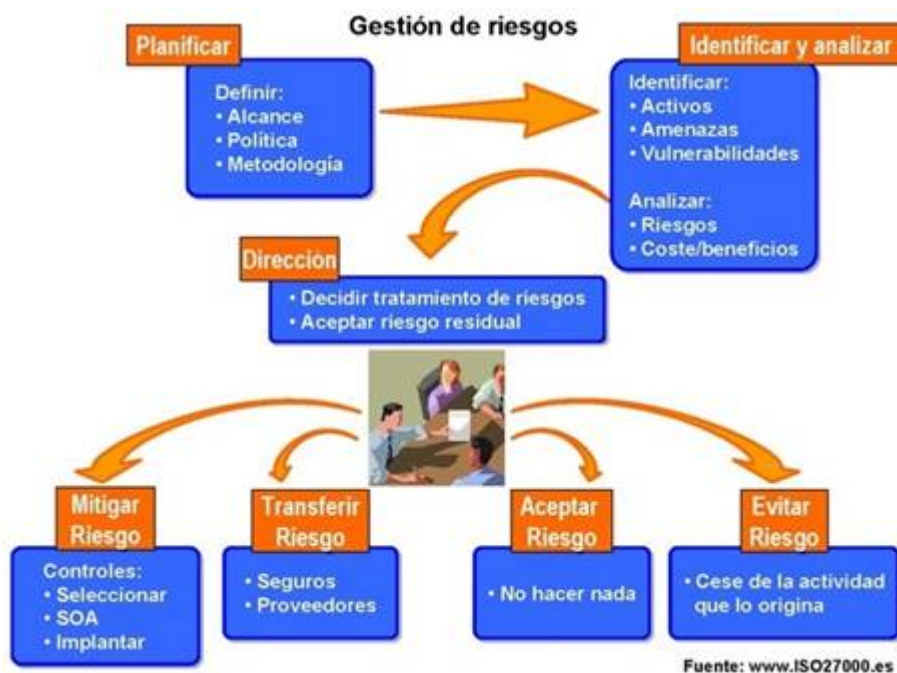 Gestión de riesgos
Planificar
Definir:
• Alcance
• Política
• Metodología
Identificar y analizar
Identificar:
• Activos
• Amenazas
• Vulnerabilidades
Analizar:
• Riesgos
• Coste/beneficios
Dirección
• Decidir tratamiento de riesgos
• Aceptar riesgo residual
Mitigar
Riesgo
Controles:
• Seleccionar
• SOA
• Implantar
Transferir
Riesgo
• Seguros
• Proveedores
Aceptar
Riesgo
• No hacer nada
Evitar
Riesgo
• Cese de la actividad
que lo origina
Fuente: www.ISO27000.es